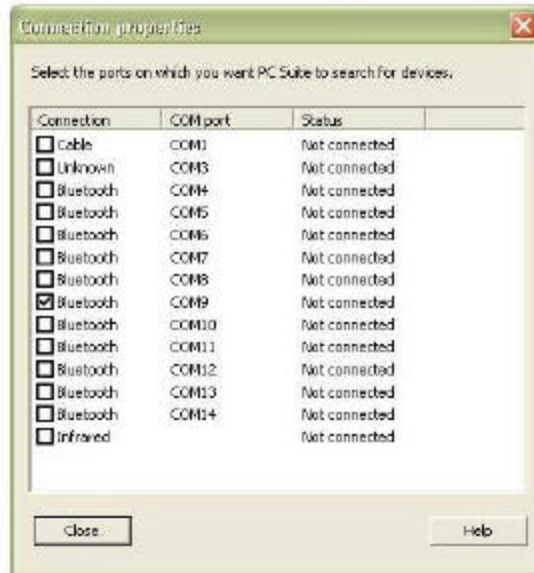 Connection properties
Select the ports on which you want PC Suite to search for devices.
Connection COM port Status
Cable COM1 Not connected
Unknown COM3 Not connected
Bluetooth COM4 Not connected
Bluetooth COM5 Not connected
Bluetooth COM6 Not connected
Bluetooth COM7 Not connected
Bluetooth COM8 Not connected
Bluetooth COM9 Not connected
Bluetooth COM10 Not connected
Bluetooth COM11 Not connected
Bluetooth COM12 Not connected
Bluetooth COM13 Not connected
Bluetooth COM14 Not connected
Infrared Not connected
Close Help